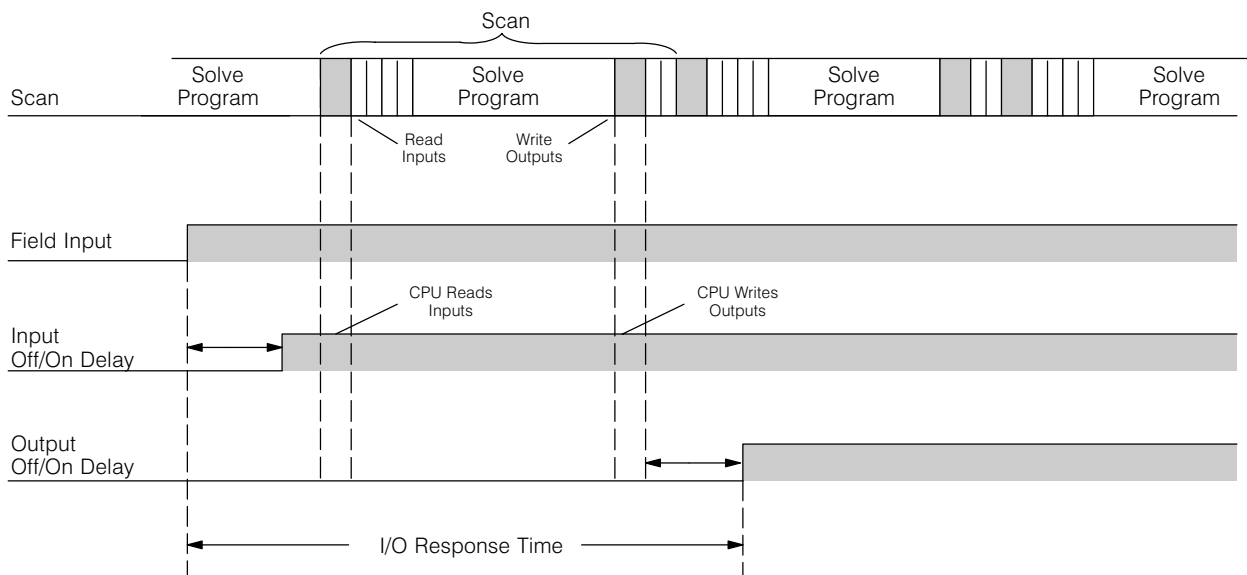 Scan
Scan
Solve
Program
Solve
Program
Solve
Program
Solve
Program
Read
Inputs
Write
Outputs
Field Input
CPU Reads
Inputs
CPU Writes
Outputs
Input
Off/On Delay
Output
Off/On Delay
I/O Response Time